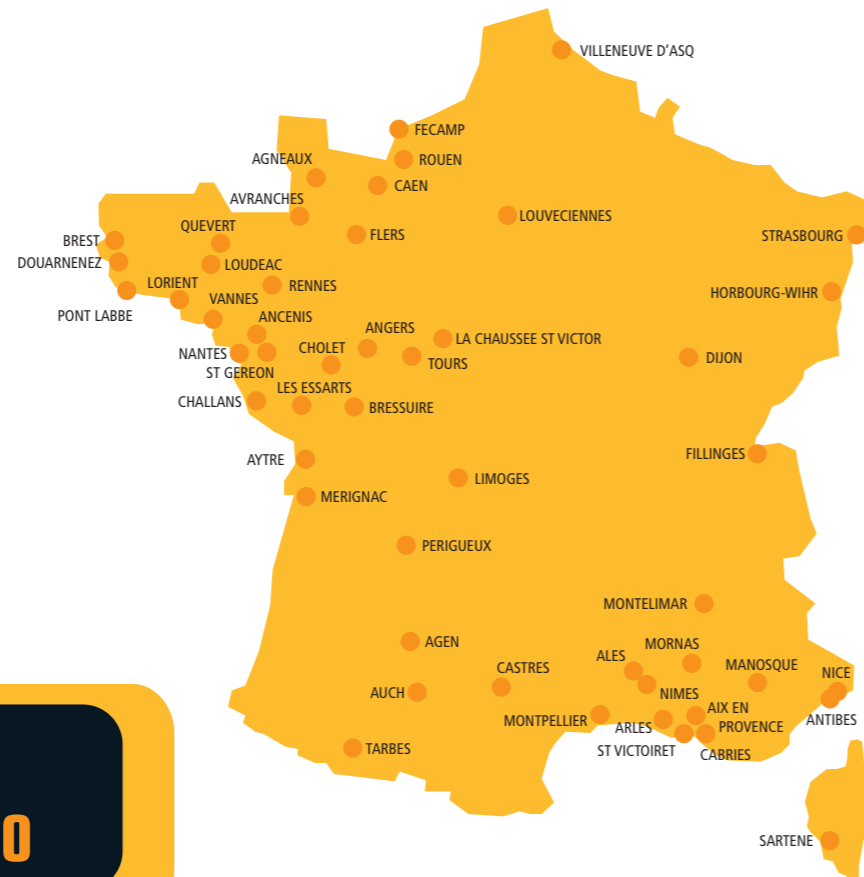 VILLENEUVE D'ASQ
FECAMP
AGNEAUX
ROUEN
CAEN
AVRANCHES
LOUVECIENNES
QUEVERT
FLERS
STRASBOURG
BREST
DOUARNENEZ
LOUDEAC
LORIENT
RENNES
HORBOURG-WIHR
VANNES
PONT LABBE
ANCENIS
ANGERS
LA CHAUSSEE ST VICTOR
NANTES
CHOLET
TOURS
DIJON
ST GEREON
LES ESSARTS
CHALLANS
BRESSUIRE
AYTRE
FILLINGES
LIMOGES
MERIGNAC
PERIGUEUX
MONTELIMAR
AGEN
MORNAS
ALES
CASTRES
MANOSQUE
NICE
AUCH
NIMES
MONTPELLIER
AIX EN
PROVENCE
ANTIBES
ARLES
TARBES
ST VICTOIRET
CABRIES
SARTENE